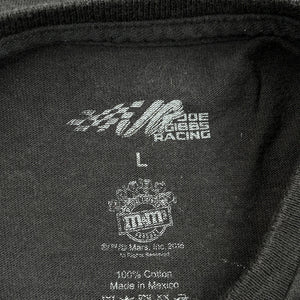 JOE
GIBBS
RACING
L
m&m's
®/™/© Mars, Inc. 2016
All Rights Reserved.
100% Cotton
Made in Mexico